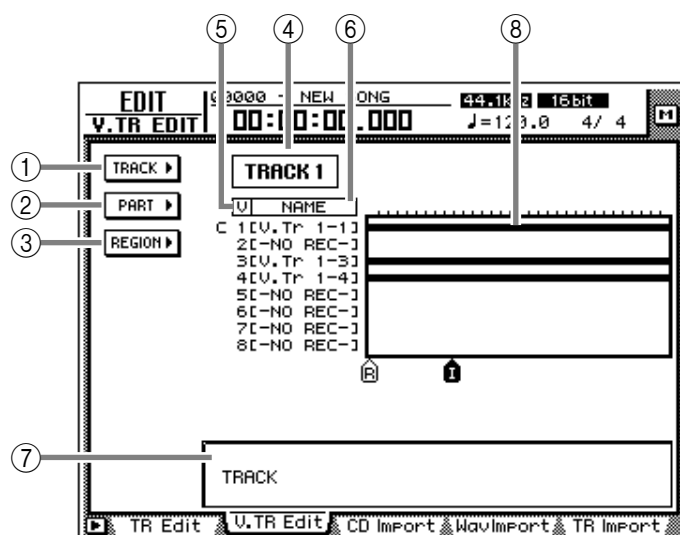 ⑤ ④ ⑥ ⑧
EDIT
V.TR EDIT
00000 - NEW SONG
00:00:00.000
44.1kHz 16bit
♩=120.0 4/ 4
M
① TRACK ▶
② PART ▶
③ REGION ▶
TRACK 1
V NAME
C 1[V.Tr 1-1]
2[-NO REC-]
3[V.Tr 1-3]
4[V.Tr 1-4]
5[-NO REC-]
6[-NO REC-]
7[-NO REC-]
8[-NO REC-]
R I
⑦ TRACK
▶ TR Edit V.TR Edit CD Import WavImport TR Import